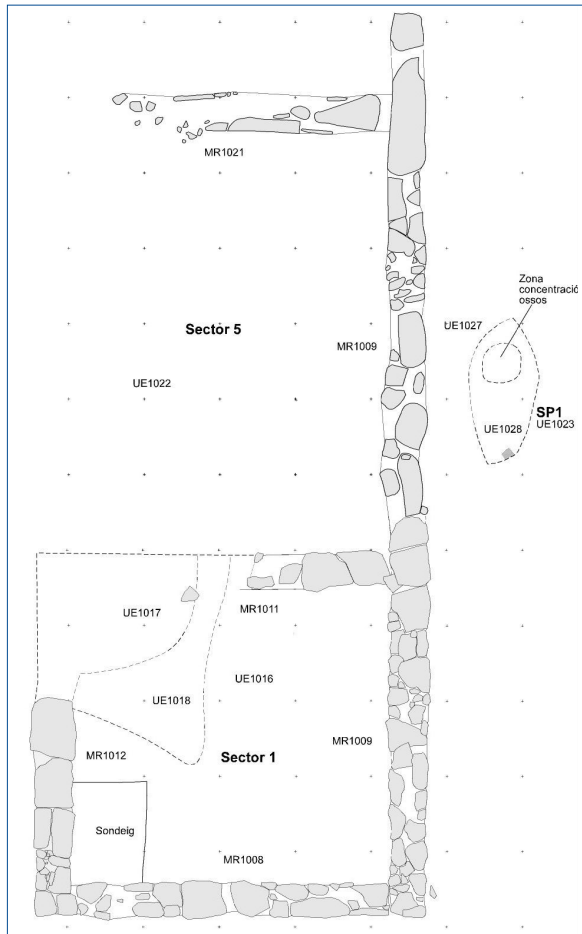 MR1021
Zona
concentració
ossos
UE1027
Sector 5
MR1009
UE1022
SP1
UE1023
UE1028
UE1017
MR1011
UE1016
UE1018
MR1009
MR1012
Sector 1
Sondeig
MR1008